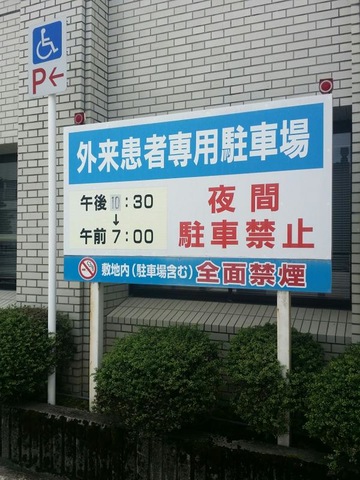 P←
外来患者専用駐車場
午後10:30
↓
午前7:00
夜間
駐車禁止
敷地内(駐車場含む)全面禁煙